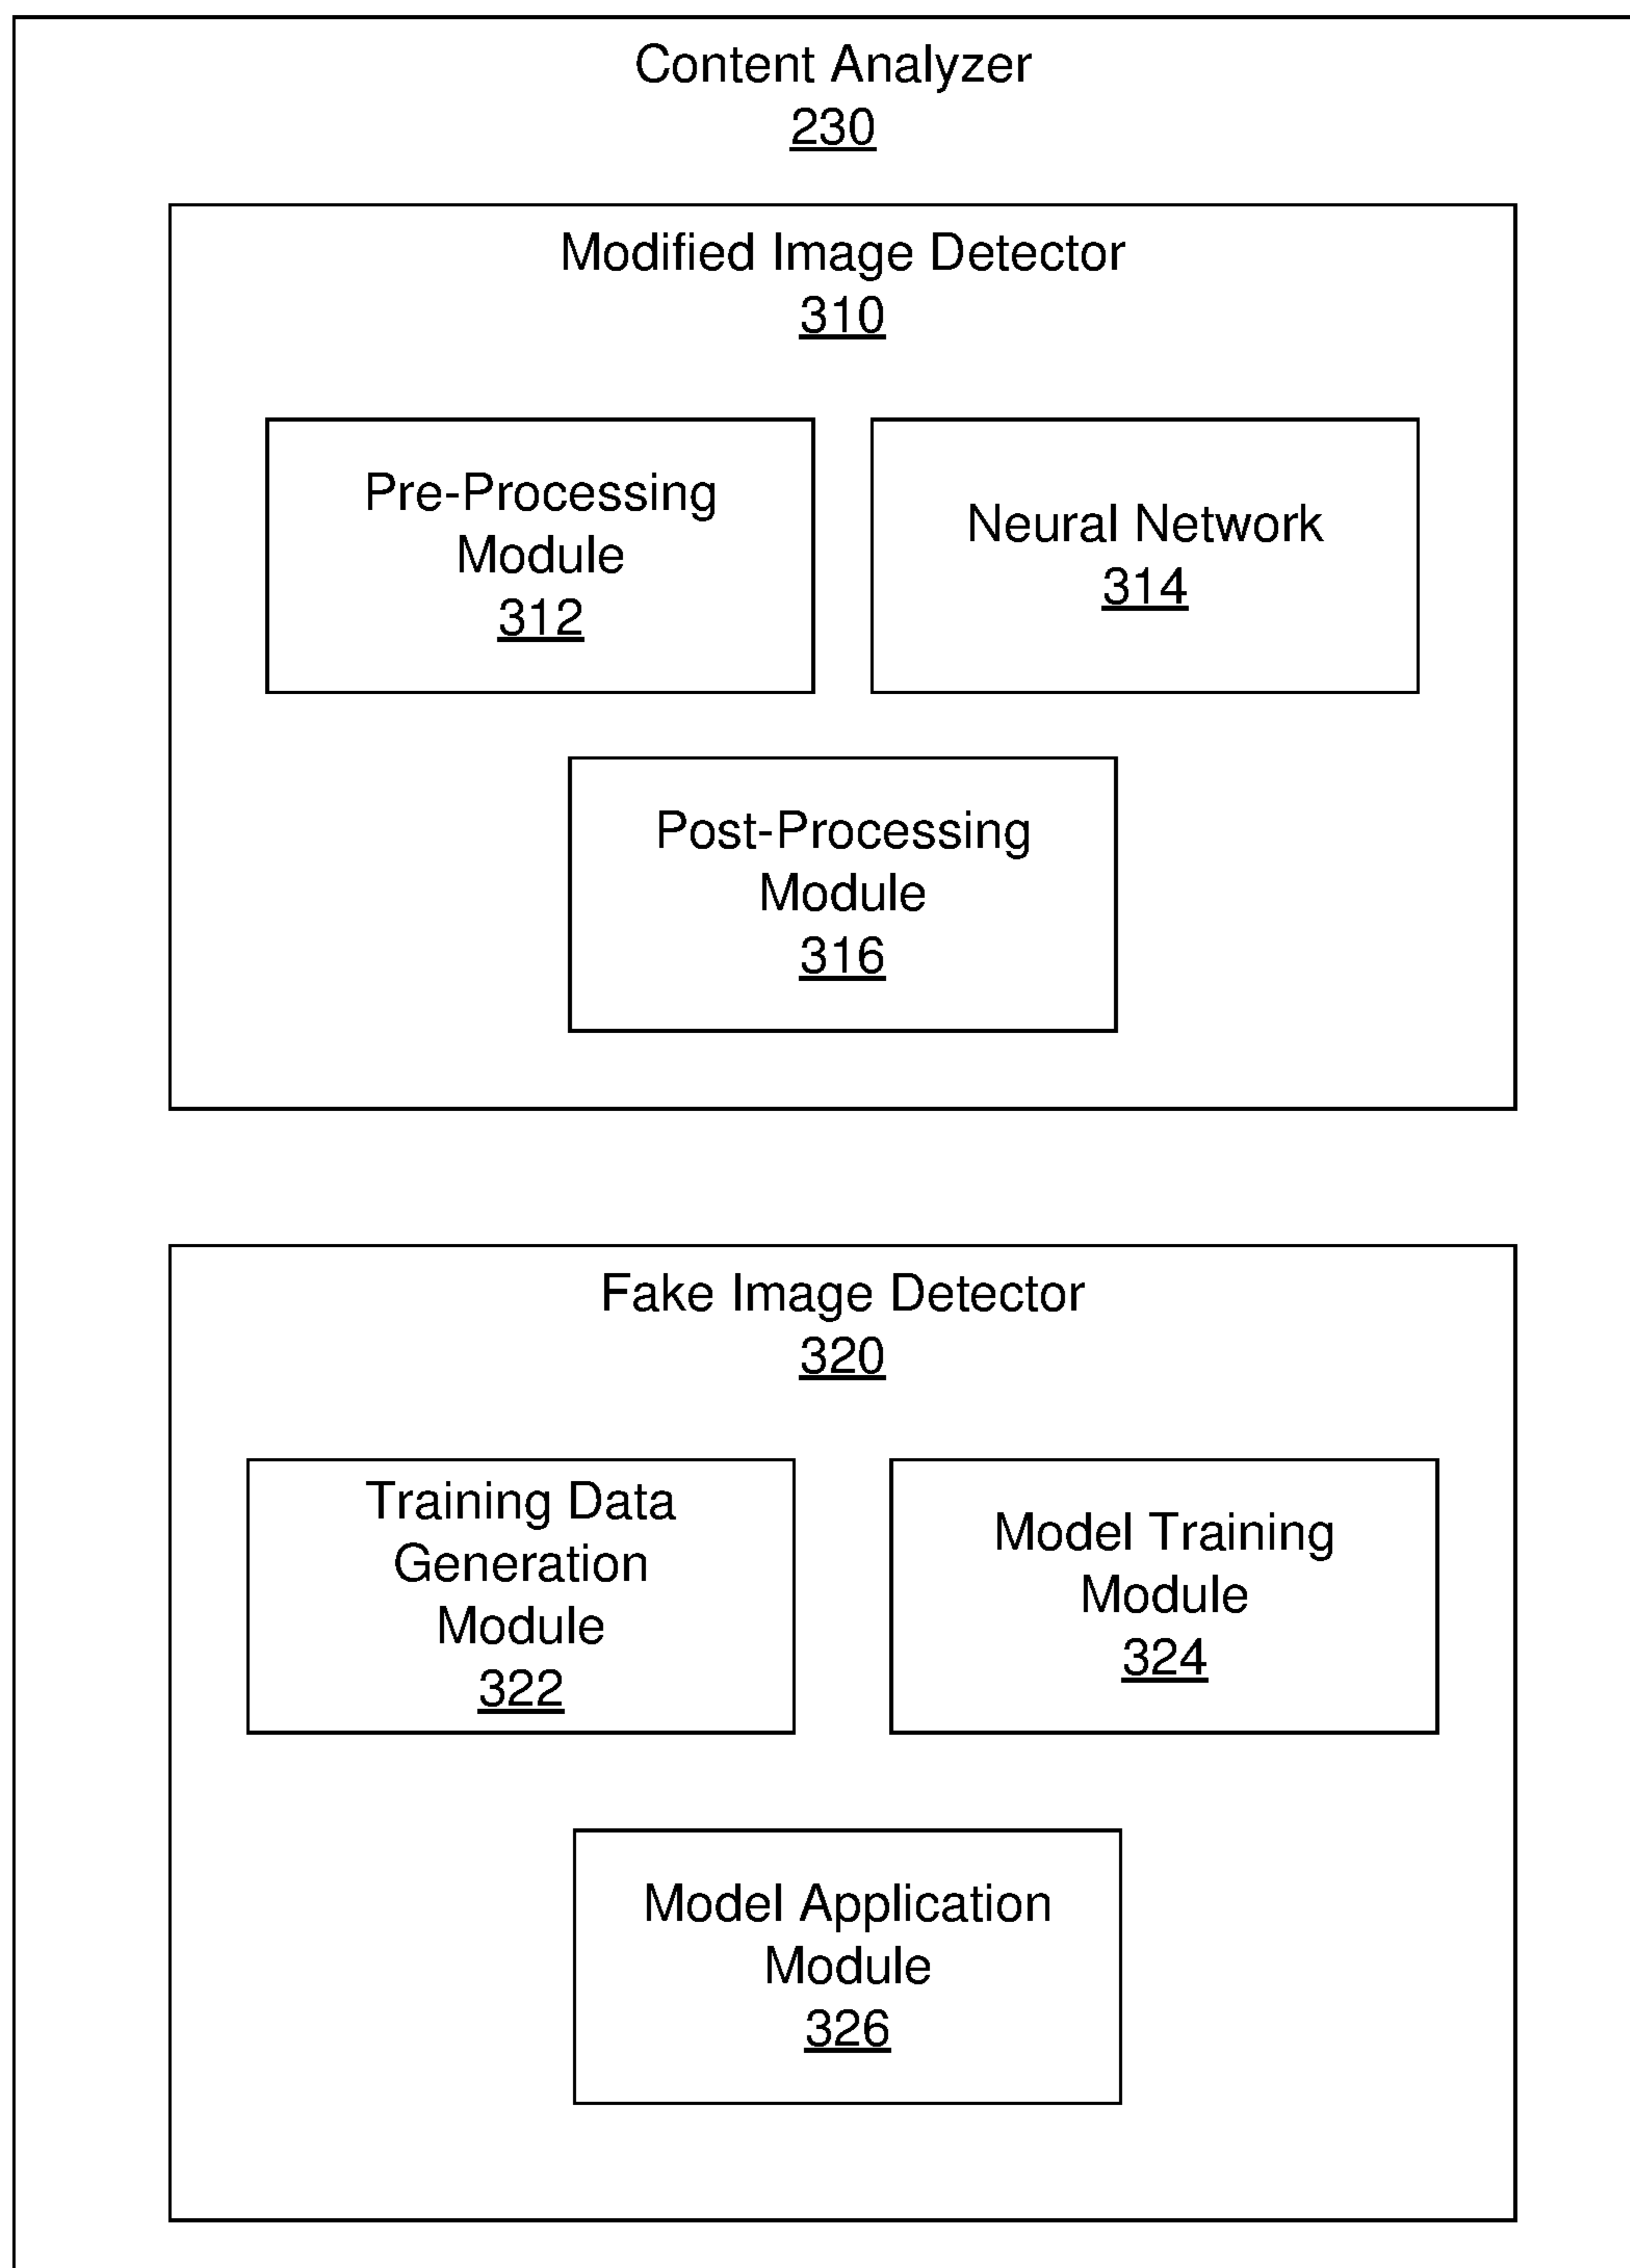 Content Analyzer
230
Modified Image Detector
310
Pre-Processing
Module
312
Neural Network
314
Post-Processing
Module
316
Fake Image Detector
320
Training Data
Generation
Module
322
Model Training
Module
324
Model Application
Module
326